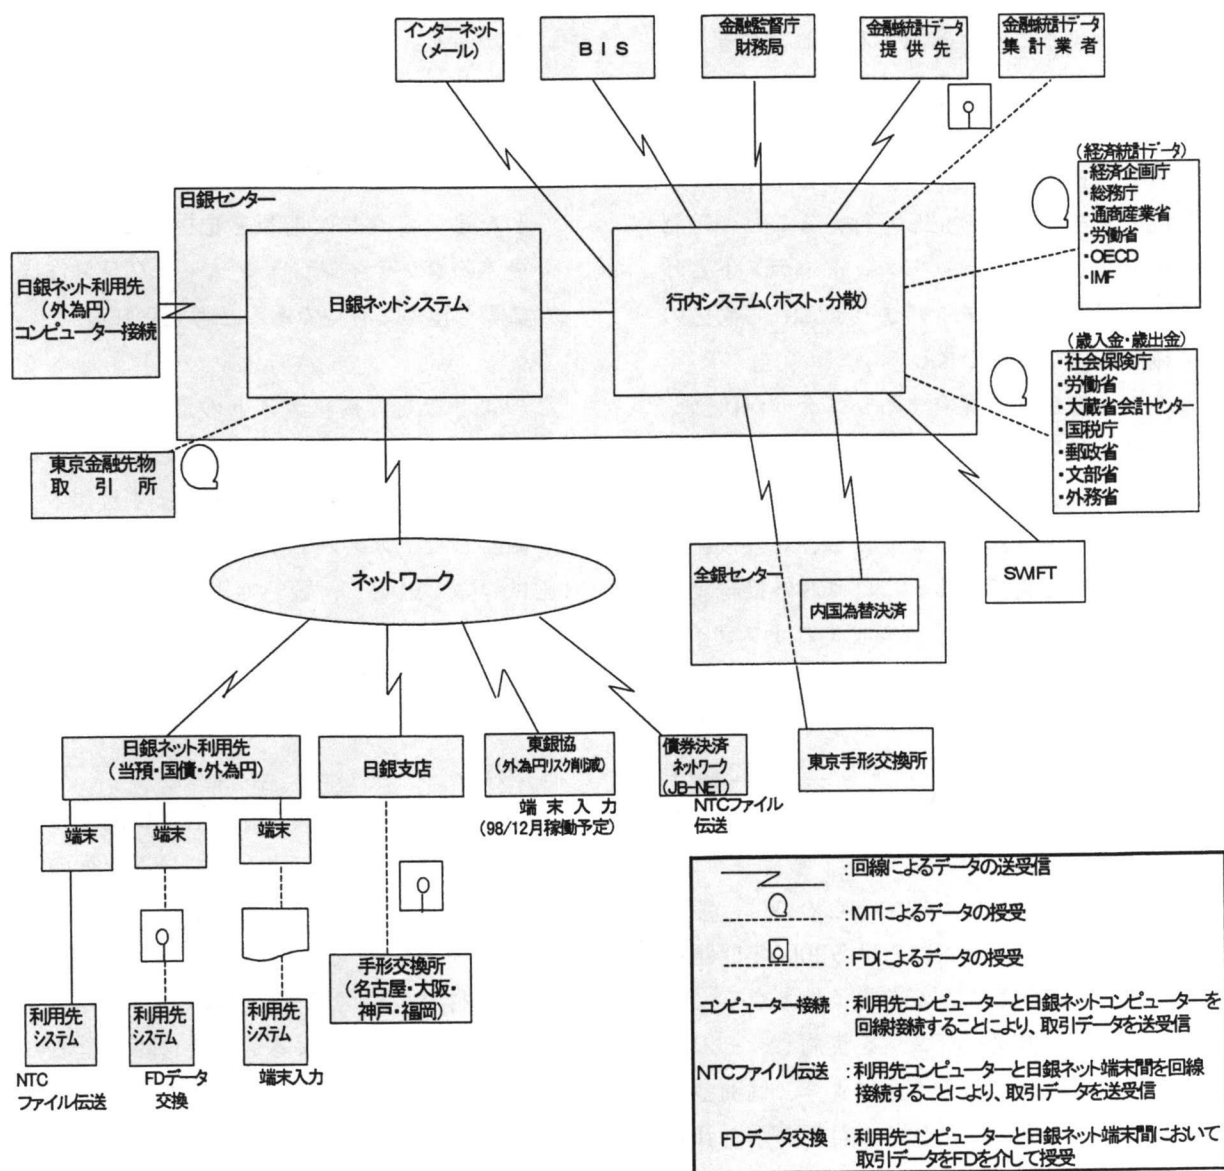 インターネット
(メール)
BIS
金融監督庁
財務局
金融統計データ
提供先
金融統計データ
集計業者
(経済統計データ)
・経済企画庁
・総務庁
・通商産業省
・労働省
・OECD
・IMF
日銀センター
日銀ネット利用先
(外為円)
コンピューター接続
日銀ネットシステム
行内システム(ホスト・分散)
(歳入金・歳出金)
・社会保険庁
・労働省
・大蔵省会計センター
・国税庁
・郵政省
・文部省
・外務省
東京金融先物
取引所
ネットワーク
全銀センター
内国為替決済
SWIFT
日銀ネット利用先
(当預・国債・外為円)
日銀支店
東銀協
(外為円リスク削減)
端末入力
(98/12月稼働予定)
債券決済
ネットワーク
(JB-NET)
NTCファイル
伝送
東京手形交換所
端末
端末
端末
手形交換所
(名古屋・大阪・
神戸・福岡)
利用先
システム
利用先
システム
利用先
システム
NTC
ファイル伝送
FDデータ
交換
端末入力
:回線によるデータの送受信
:MTによるデータの授受
:FDによるデータの授受
コンピューター接続 :利用先コンピューターと日銀ネットコンピューターを
回線接続することにより、取引データを送受信
NTCファイル伝送 :利用先コンピューターと日銀ネット端末間を回線
接続することにより、取引データを送受信
FDデータ交換 :利用先コンピューターと日銀ネット端末間において
取引データをFDを介して授受